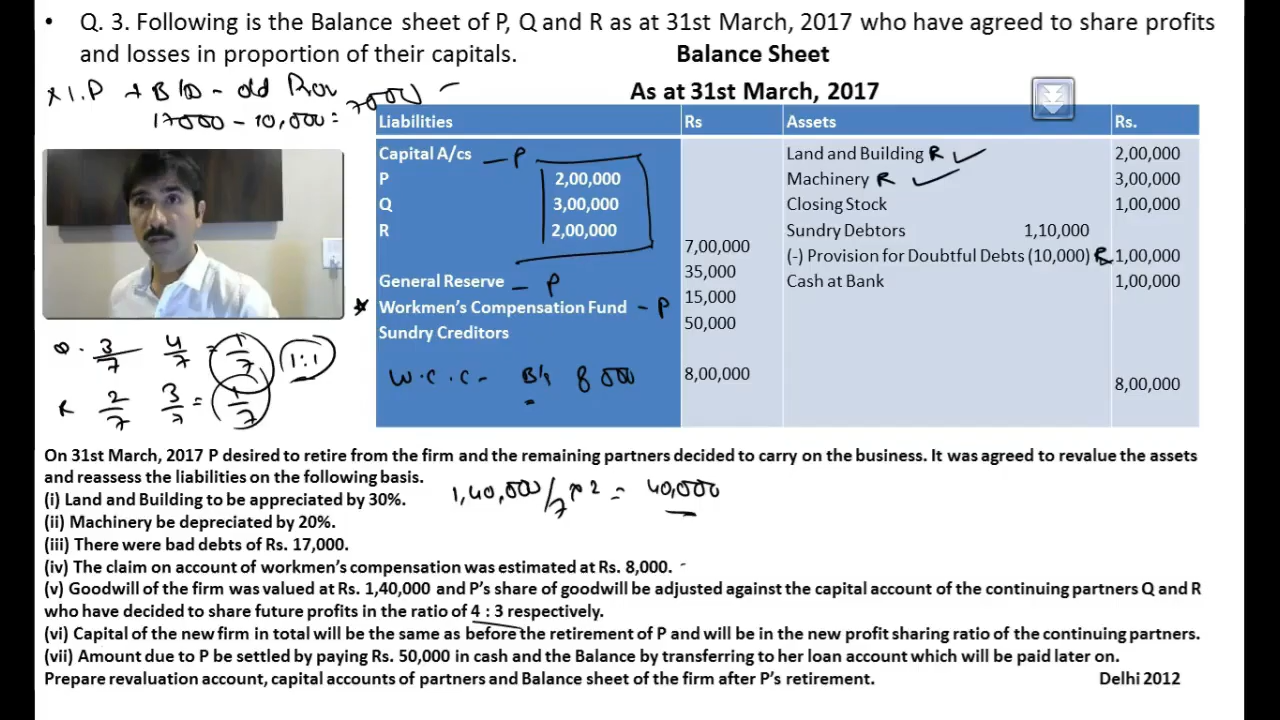 • Q. 3. Following is the Balance sheet of P, Q and R as at 31st March, 2017 who have agreed to share profits
and losses in proportion of their capitals. Balance Sheet
As at 31st March, 2017
+ B/D - old Prov
17000 - 10,000 = 7000
Liabilities Rs Assets Rs.
Capital A/cs - P Land and Building R ✓ 2,00,000
P 2,00,000 Machinery R ✓ 3,00,000
Q 3,00,000 Closing Stock 1,00,000
R 2,00,000 Sundry Debtors 1,10,000
7,00,000
General Reserve - P 35,000 (-) Provision for Doubtful Debts (10,000) R 1,00,000
Workmen's Compensation Fund - P 15,000 Cash at Bank 1,00,000
Sundry Creditors 50,000
W.C.C - B/S 8000
8,00,000 8,00,000
Q. 3/7 4/7 = 1/7 1:1
R 2/7 3/7 = 1/7
On 31st March, 2017 P desired to retire from the firm and the remaining partners decided to carry on the business. It was agreed to revalue the assets
and reassess the liabilities on the following basis.
1,40,000/7 x 2 = 40,000
(i) Land and Building to be appreciated by 30%.
(ii) Machinery be depreciated by 20%.
(iii) There were bad debts of Rs. 17,000.
(iv) The claim on account of workmen's compensation was estimated at Rs. 8,000.
(v) Goodwill of the firm was valued at Rs. 1,40,000 and P's share of goodwill be adjusted against the capital account of the continuing partners Q and R
who have decided to share future profits in the ratio of 4 : 3 respectively.
(vi) Capital of the new firm in total will be the same as before the retirement of P and will be in the new profit sharing ratio of the continuing partners.
(vii) Amount due to P be settled by paying Rs. 50,000 in cash and the Balance by transferring to her loan account which will be paid later on.
Prepare revaluation account, capital accounts of partners and Balance sheet of the firm after P's retirement. Delhi 2012